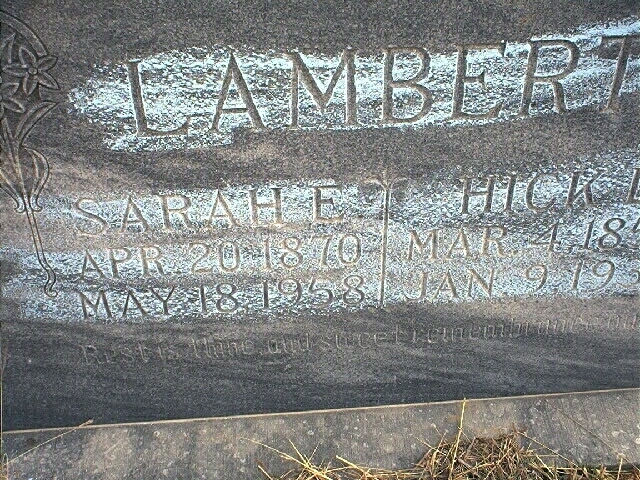 LAMBERT
SARAH E.
APR. 20 1870
MAY 18, 1958
HICK
MAR. 4, 18
JAN. 9 19
Rest is thine and sweet remembrance